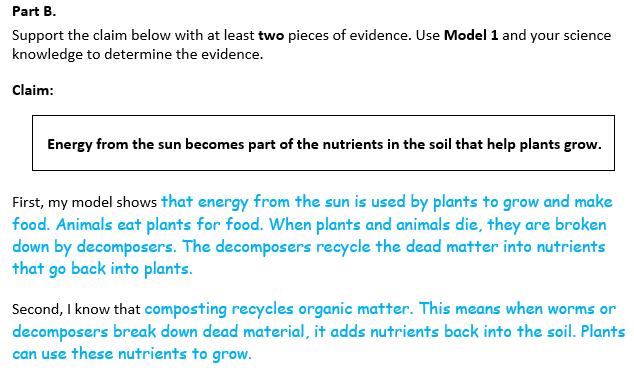 Part B.
Support the claim below with at least two pieces of evidence. Use Model 1 and your science
knowledge to determine the evidence.
Claim:
Energy from the sun becomes part of the nutrients in the soil that help plants grow.
First, my model shows that energy from the sun is used by plants to grow and make
food. Animals eat plants for food. When plants and animals die, they are broken
down by decomposers. The decomposers recycle the dead matter into nutrients
that go back into plants.
Second, I know that composting recycles organic matter. This means when worms or
decomposers break down dead material, it adds nutrients back into the soil. Plants
can use these nutrients to grow.